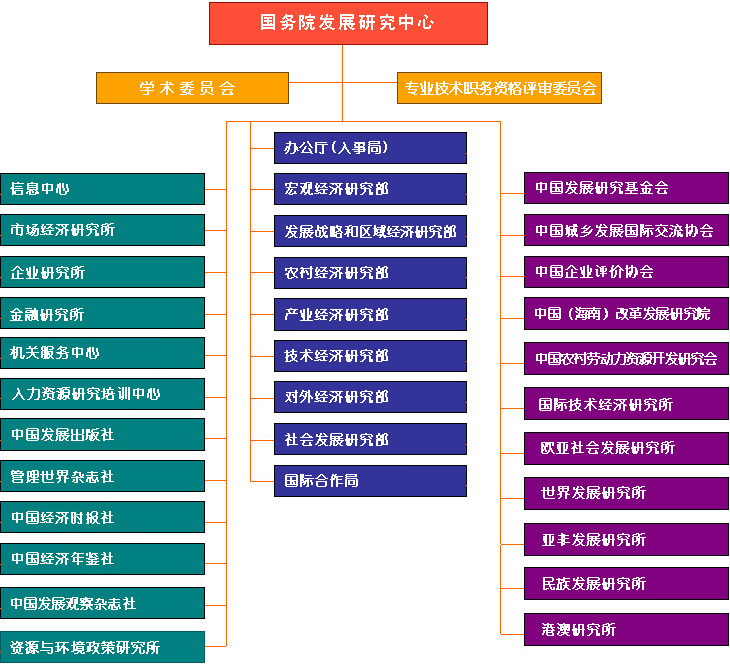 国务院发展研究中心
学术委员会
专业技术职务资格评审委员会
信息中心
市场经济研究所
企业研究所
金融研究所
机关服务中心
人力资源研究培训中心
中国发展出版社
管理世界杂志社
中国经济时报社
中国经济年鉴社
中国发展观察杂志社
资源与环境政策研究所
办公厅(人事局)
宏观经济研究部
发展战略和区域经济研究部
农村经济研究部
产业经济研究部
技术经济研究部
对外经济研究部
社会发展研究部
国际合作局
中国发展研究基金会
中国城乡发展国际交流协会
中国企业评价协会
中国（海南）改革发展研究院
中国农村劳动力资源开发研究会
国际技术经济研究所
欧亚社会发展研究所
世界发展研究所
亚非发展研究所
民族发展研究所
港澳研究所